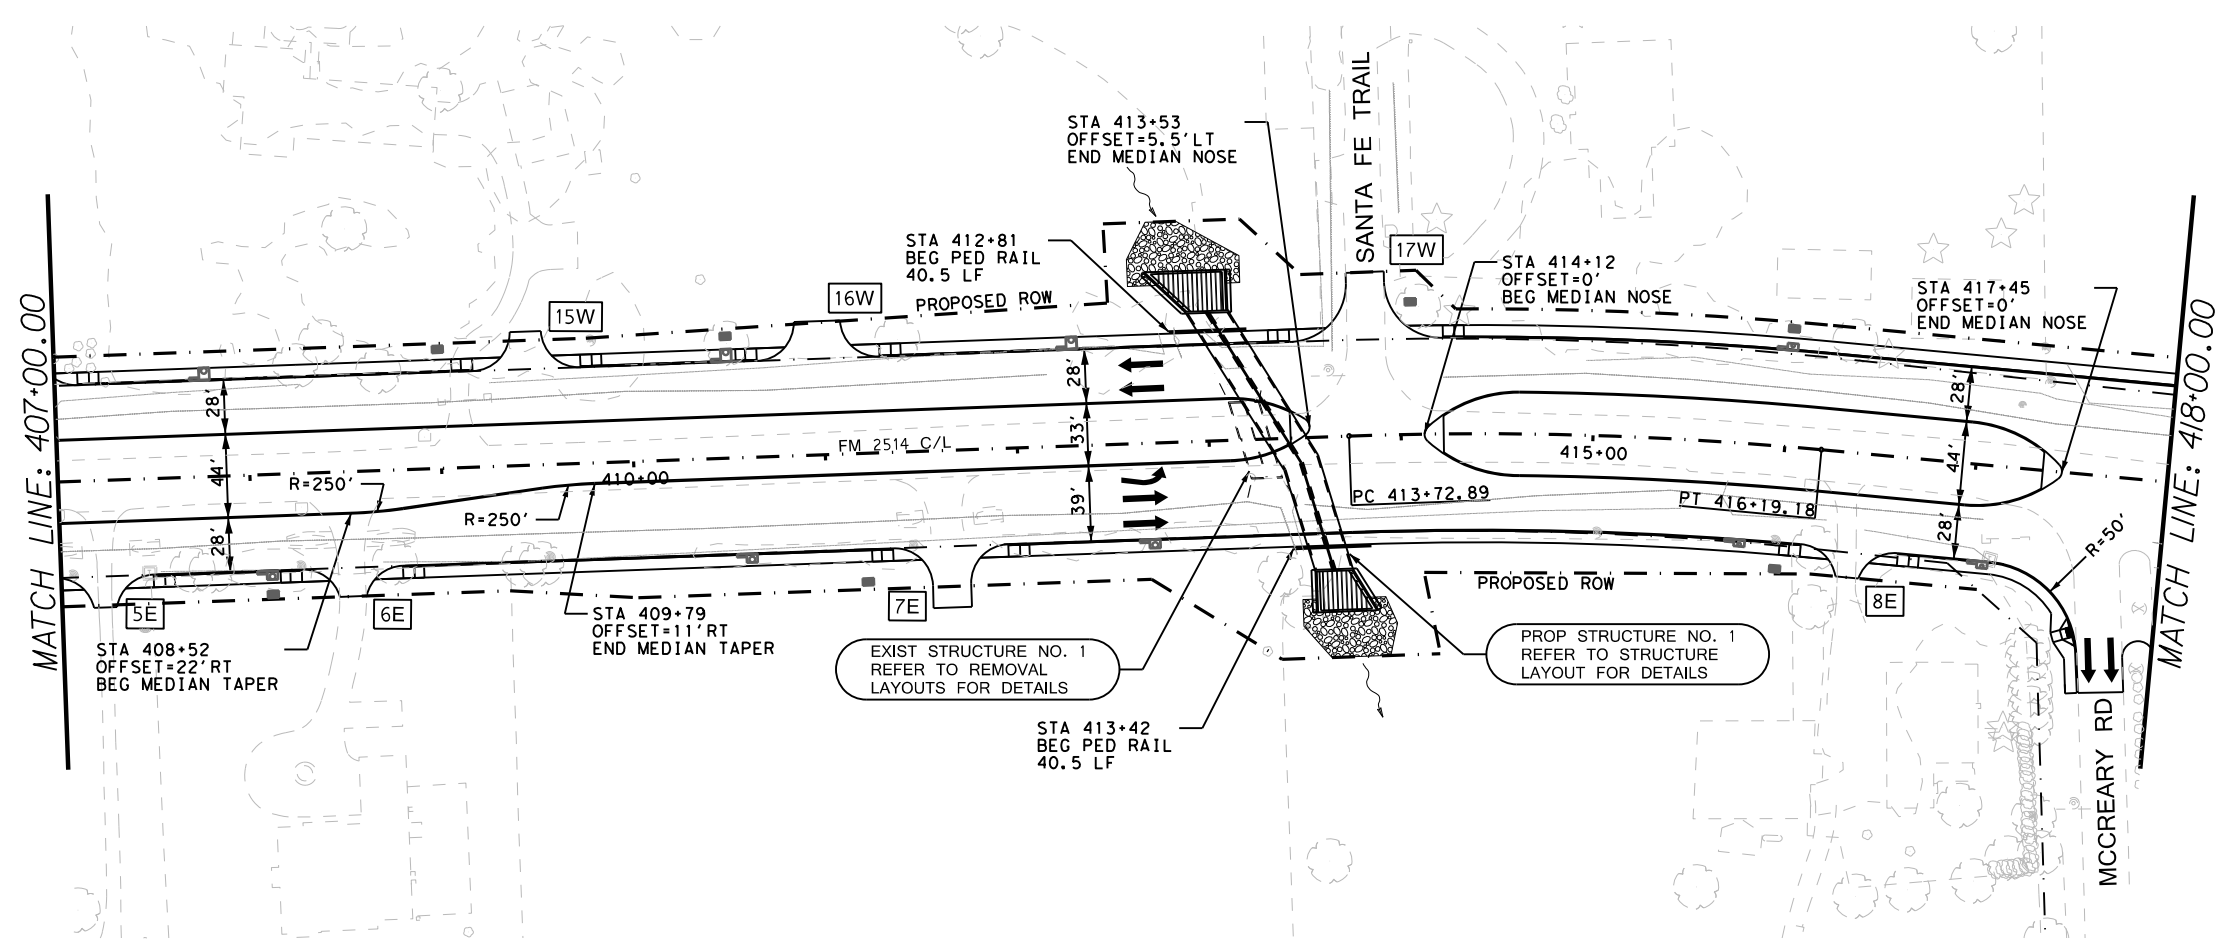 STA 413+53
OFFSET=5.5'LT
END MEDIAN NOSE
SANTA FE TRAIL
STA 412+81
BEG PED RAIL
40.5 LF
17W
STA 414+12
OFFSET=0'
BEG MEDIAN NOSE
STA 417+45
OFFSET=0'
END MEDIAN NOSE
MATCH LINE: 407+00.00
15W
16W
PROPOSED ROW
MATCH LINE: 418+00.00
28'
28'
28'
44'
33'
FM 2514 C/L
415+00
44'
R=250'
410+00
R=250'
39'
PC 413+72.89
PT 416+19.18
28'
28'
R=50'
5E
6E
7E
PROPOSED ROW
8E
STA 408+52
OFFSET=22'RT
BEG MEDIAN TAPER
STA 409+79
OFFSET=11'RT
END MEDIAN TAPER
EXIST STRUCTURE NO. 1
REFER TO REMOVAL
LAYOUTS FOR DETAILS
PROP STRUCTURE NO. 1
REFER TO STRUCTURE
LAYOUT FOR DETAILS
STA 413+42
BEG PED RAIL
40.5 LF
MCCREARY RD